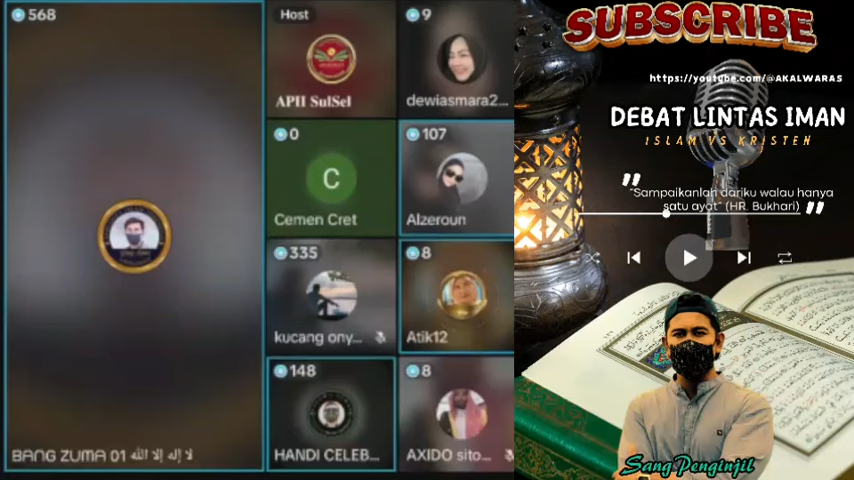 568
BANG ZUMA 01 لا إله إلا الله
Host
APII SulSel
9
dewiasmara2...
0
C
Cemen Cret
107
Alzeroun
335
kucang ony...
8
Atik12
148
HANDI CELEB...
8
AXIDO sito...
SUBSCRIBE
https://youtube.com/@AKALWARAS
DEBAT LINTAS IMAN
ISLAM VS KRISTEN
"Sampaikanlah dariku walau hanya
satu ayat" (HR. Bukhari)
Sang Penginjil